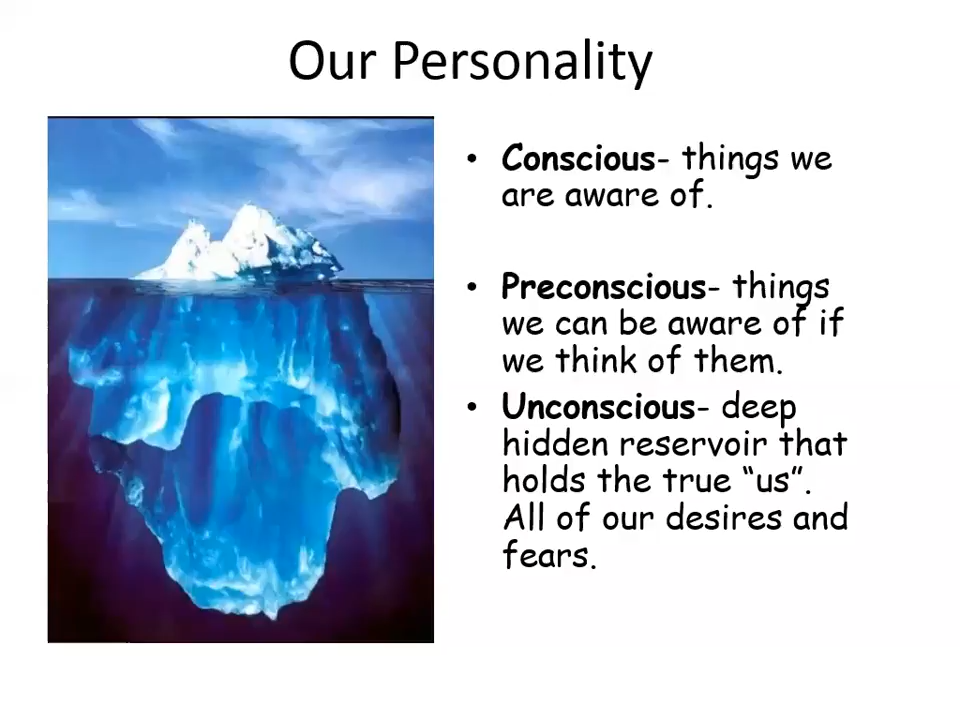 Our Personality
• Conscious- things we
are aware of.
• Preconscious- things
we can be aware of if
we think of them.
• Unconscious- deep
hidden reservoir that
holds the true “us”.
All of our desires and
fears.